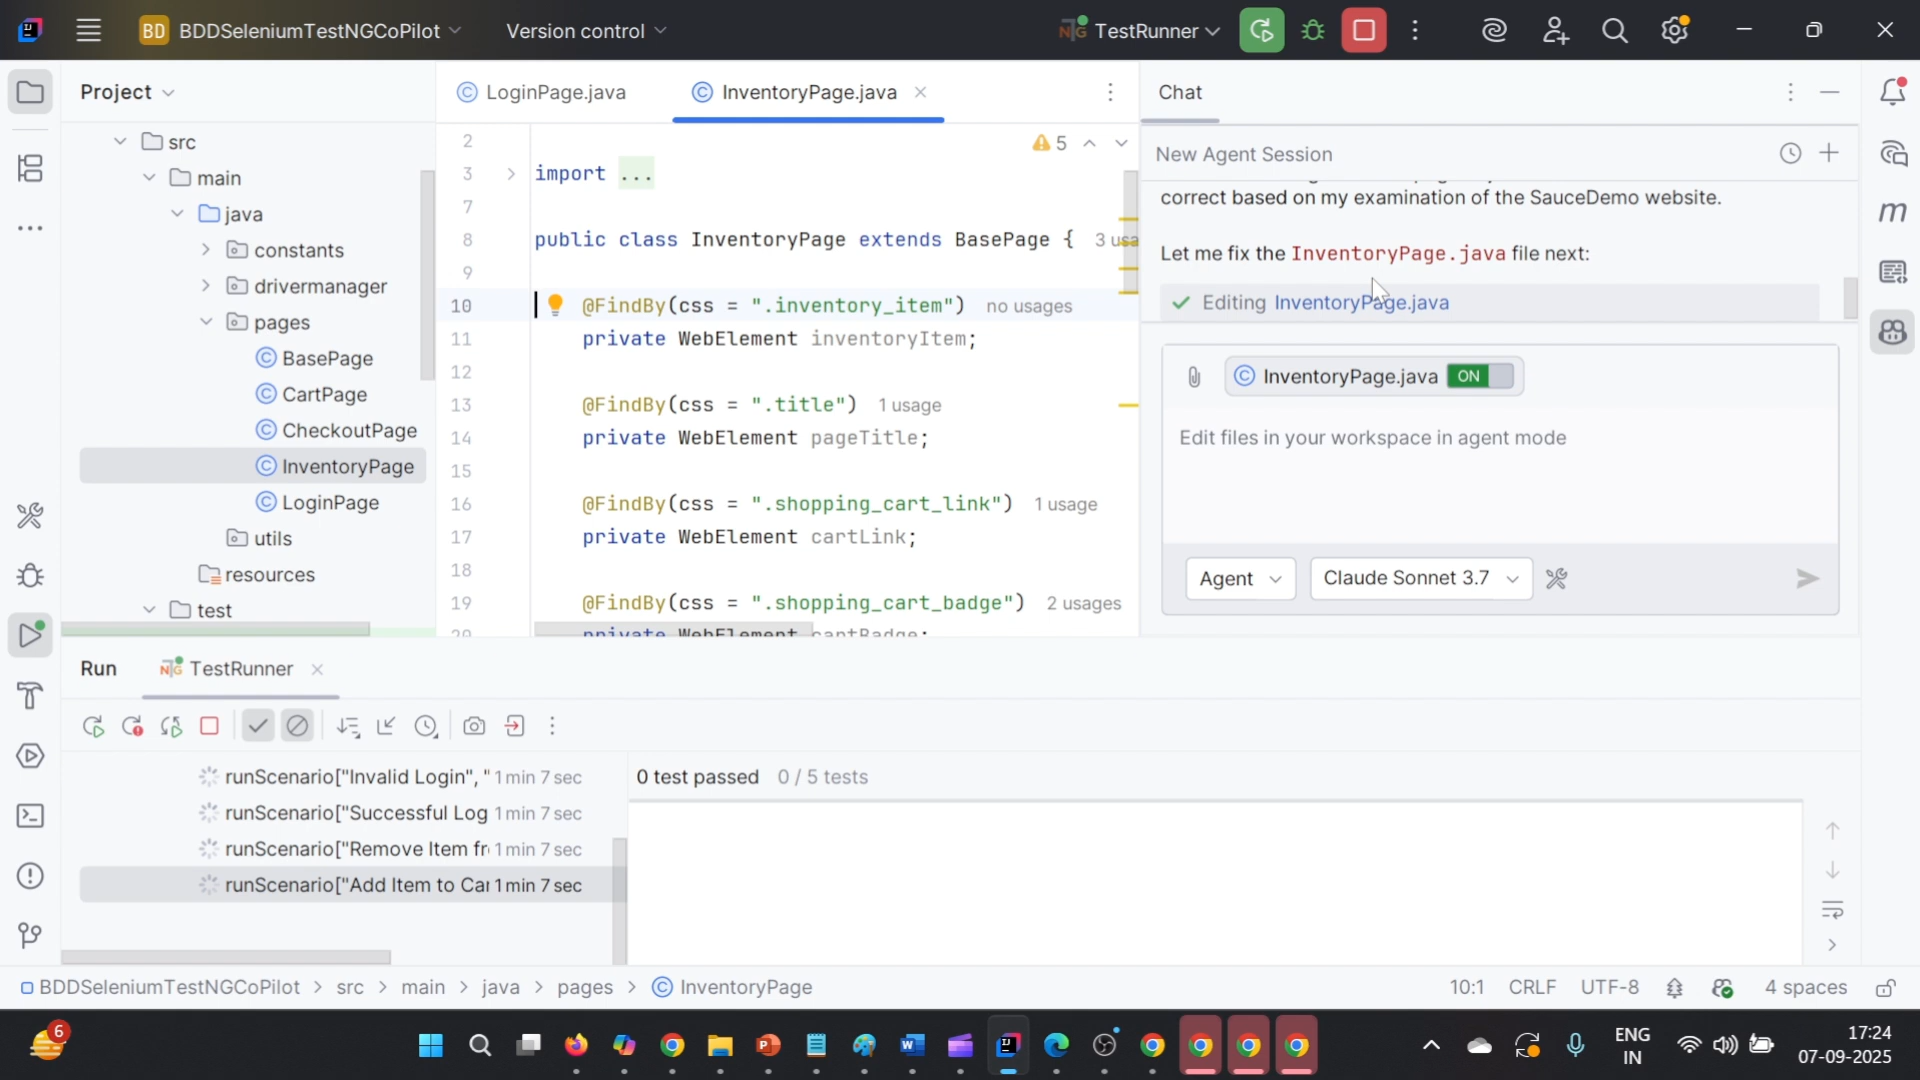 BD BDDSeleniumTestNGCoPilot
Version control
TestRunner
Project
LoginPage.java
InventoryPage.java
Chat
src
main
java
constants
drivermanager
pages
BasePage
CartPage
CheckoutPage
InventoryPage
LoginPage
utils
resources
test
5
2
3 import ...
7
8 public class InventoryPage extends BasePage { 3 usa
9
10 @FindBy(css = ".inventory_item") no usages
11 private WebElement inventoryItem;
12
13 @FindBy(css = ".title") 1 usage
14 private WebElement pageTitle;
15
16 @FindBy(css = ".shopping_cart_link") 1 usage
17 private WebElement cartLink;
18
19 @FindBy(css = ".shopping_cart_badge") 2 usages
20 private WebElement cartBadge;
New Agent Session
correct based on my examination of the SauceDemo website.
Let me fix the InventoryPage.java file next:
Editing InventoryPage.java
InventoryPage.java ON
Edit files in your workspace in agent mode
Agent
Claude Sonnet 3.7
Run
TestRunner
runScenario["Invalid Login", " 1 min 7 sec
runScenario["Successful Log 1 min 7 sec
runScenario["Remove Item fr 1 min 7 sec
runScenario["Add Item to Car 1 min 7 sec
0 test passed 0 / 5 tests
BDDSeleniumTestNGCoPilot > src > main > java > pages > InventoryPage
10:1 CRLF UTF-8 4 spaces
6
ENG
IN
17:24
07-09-2025